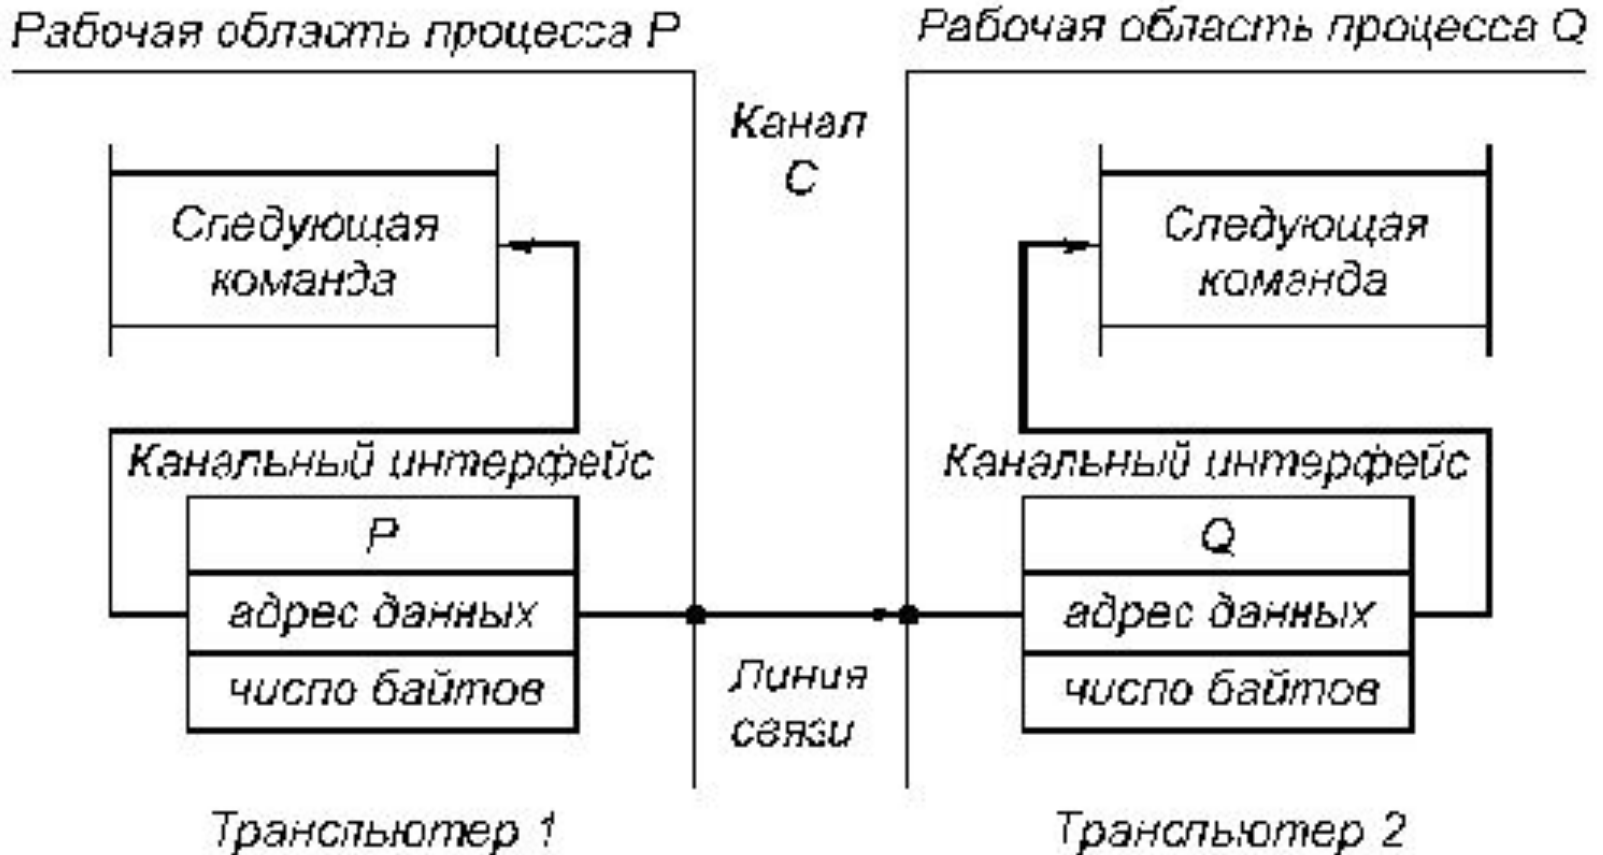 Рабочая область процесса P
Рабочая область процесса Q
Канал
C
Следующая
команда
Следующая
команда
Канальный интерфейс
Канальный интерфейс
P
адрес данных
число байтов
Q
адрес данных
число байтов
Линия
связи
Транспьютер 1
Транспьютер 2